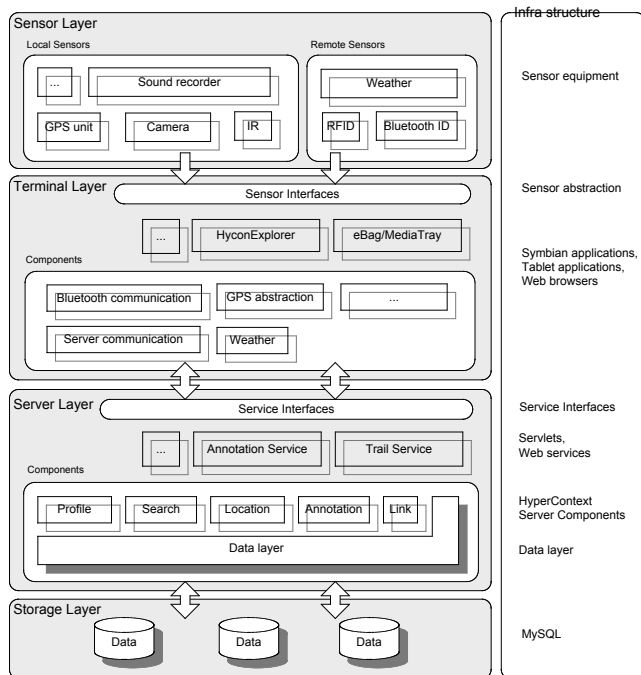 Infra structure
Sensor Layer
Local Sensors
Remote Sensors
...
Sound recorder
Weather
Sensor equipment
GPS unit
Camera
IR
RFID
Bluetooth ID
Terminal Layer
Sensor Interfaces
Sensor abstraction
...
HyconExplorer
eBag/MediaTray
Symbian applications,
Tablet applications,
Web browsers
Components
Bluetooth communication
GPS abstraction
...
Server communication
Weather
Server Layer
Service Interfaces
Service Interfaces
...
Annotation Service
Trail Service
Servlets,
Web services
Components
Profile
Search
Location
Annotation
Link
HyperContext
Server Components
Data layer
Data layer
Storage Layer
Data
Data
Data
MySQL